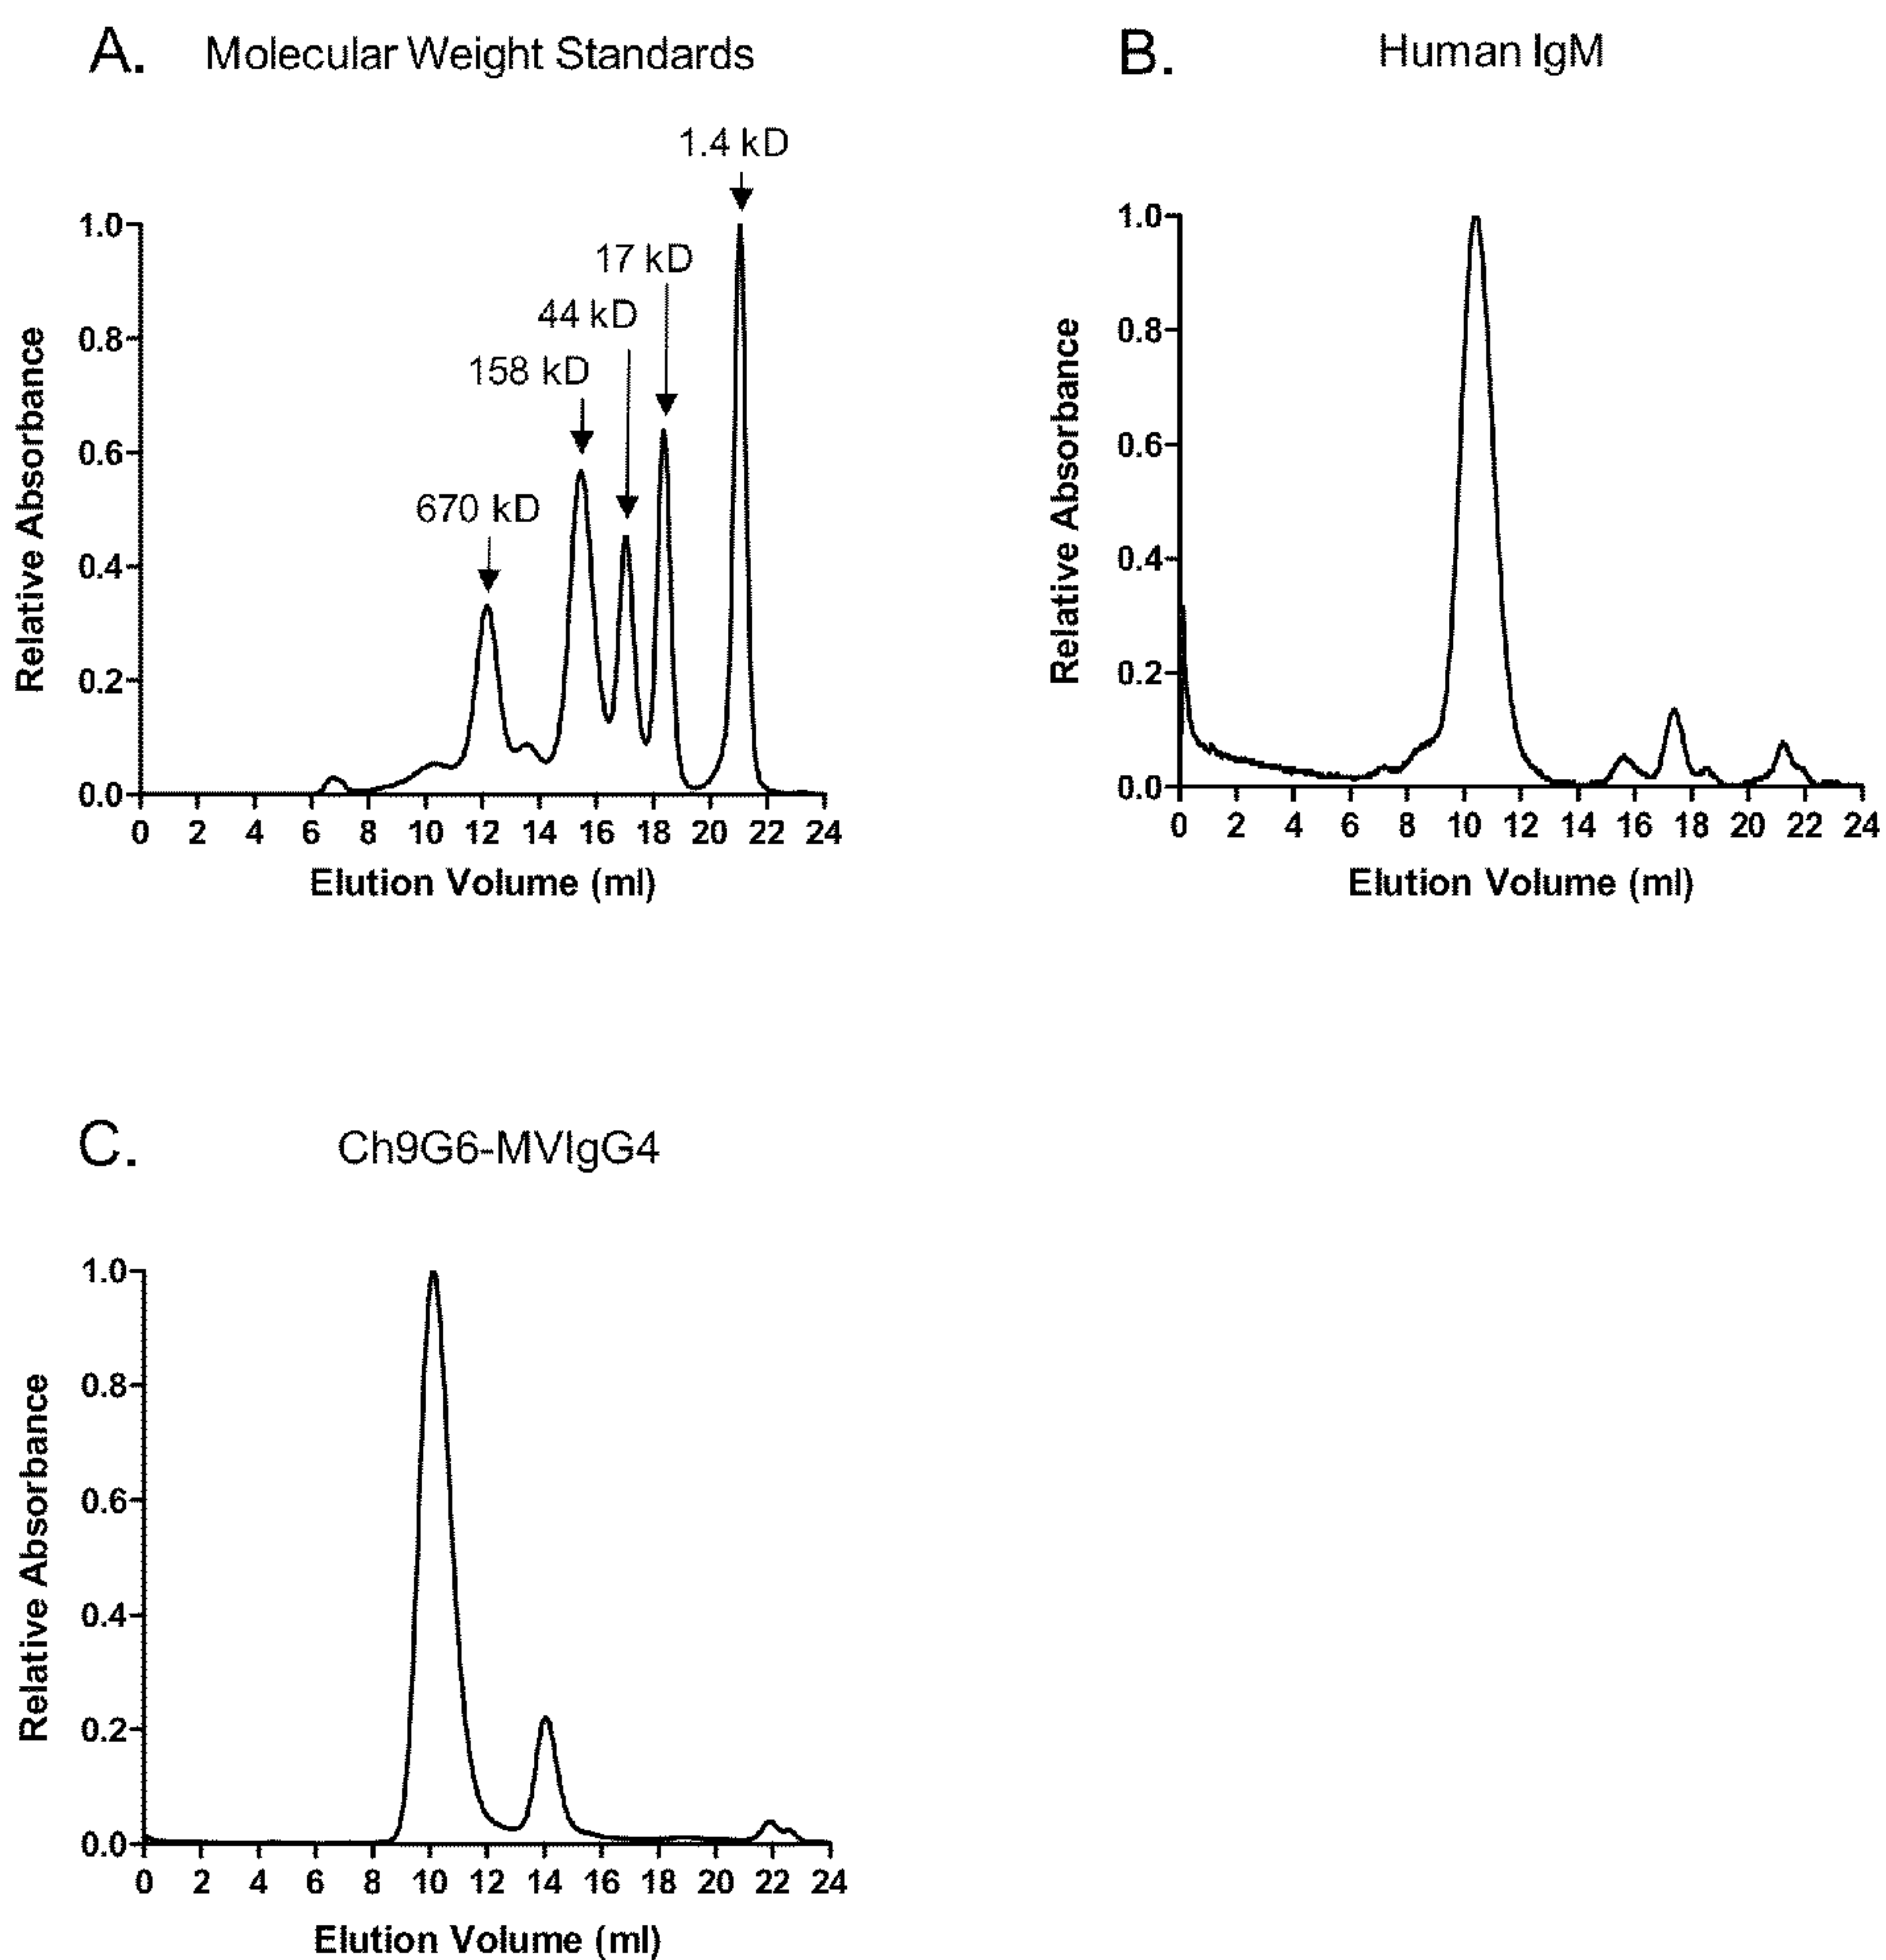 A. Molecular Weight Standards
1.4 kD
17 kD
44 kD
158 kD
670 kD
1.0
0.8
0.6
0.4
0.2
0.0
Relative Absorbance
0 2 4 6 8 10 12 14 16 18 20 22 24
Elution Volume (ml)
B. Human IgM
1.0
0.8
0.6
0.4
0.2
0.0
Relative Absorbance
0 2 4 6 8 10 12 14 16 18 20 22 24
Elution Volume (ml)
C. Ch9G6-MVIgG4
1.0
0.8
0.6
0.4
0.2
0.0
Relative Absorbance
0 2 4 6 8 10 12 14 16 18 20 22 24
Elution Volume (ml)